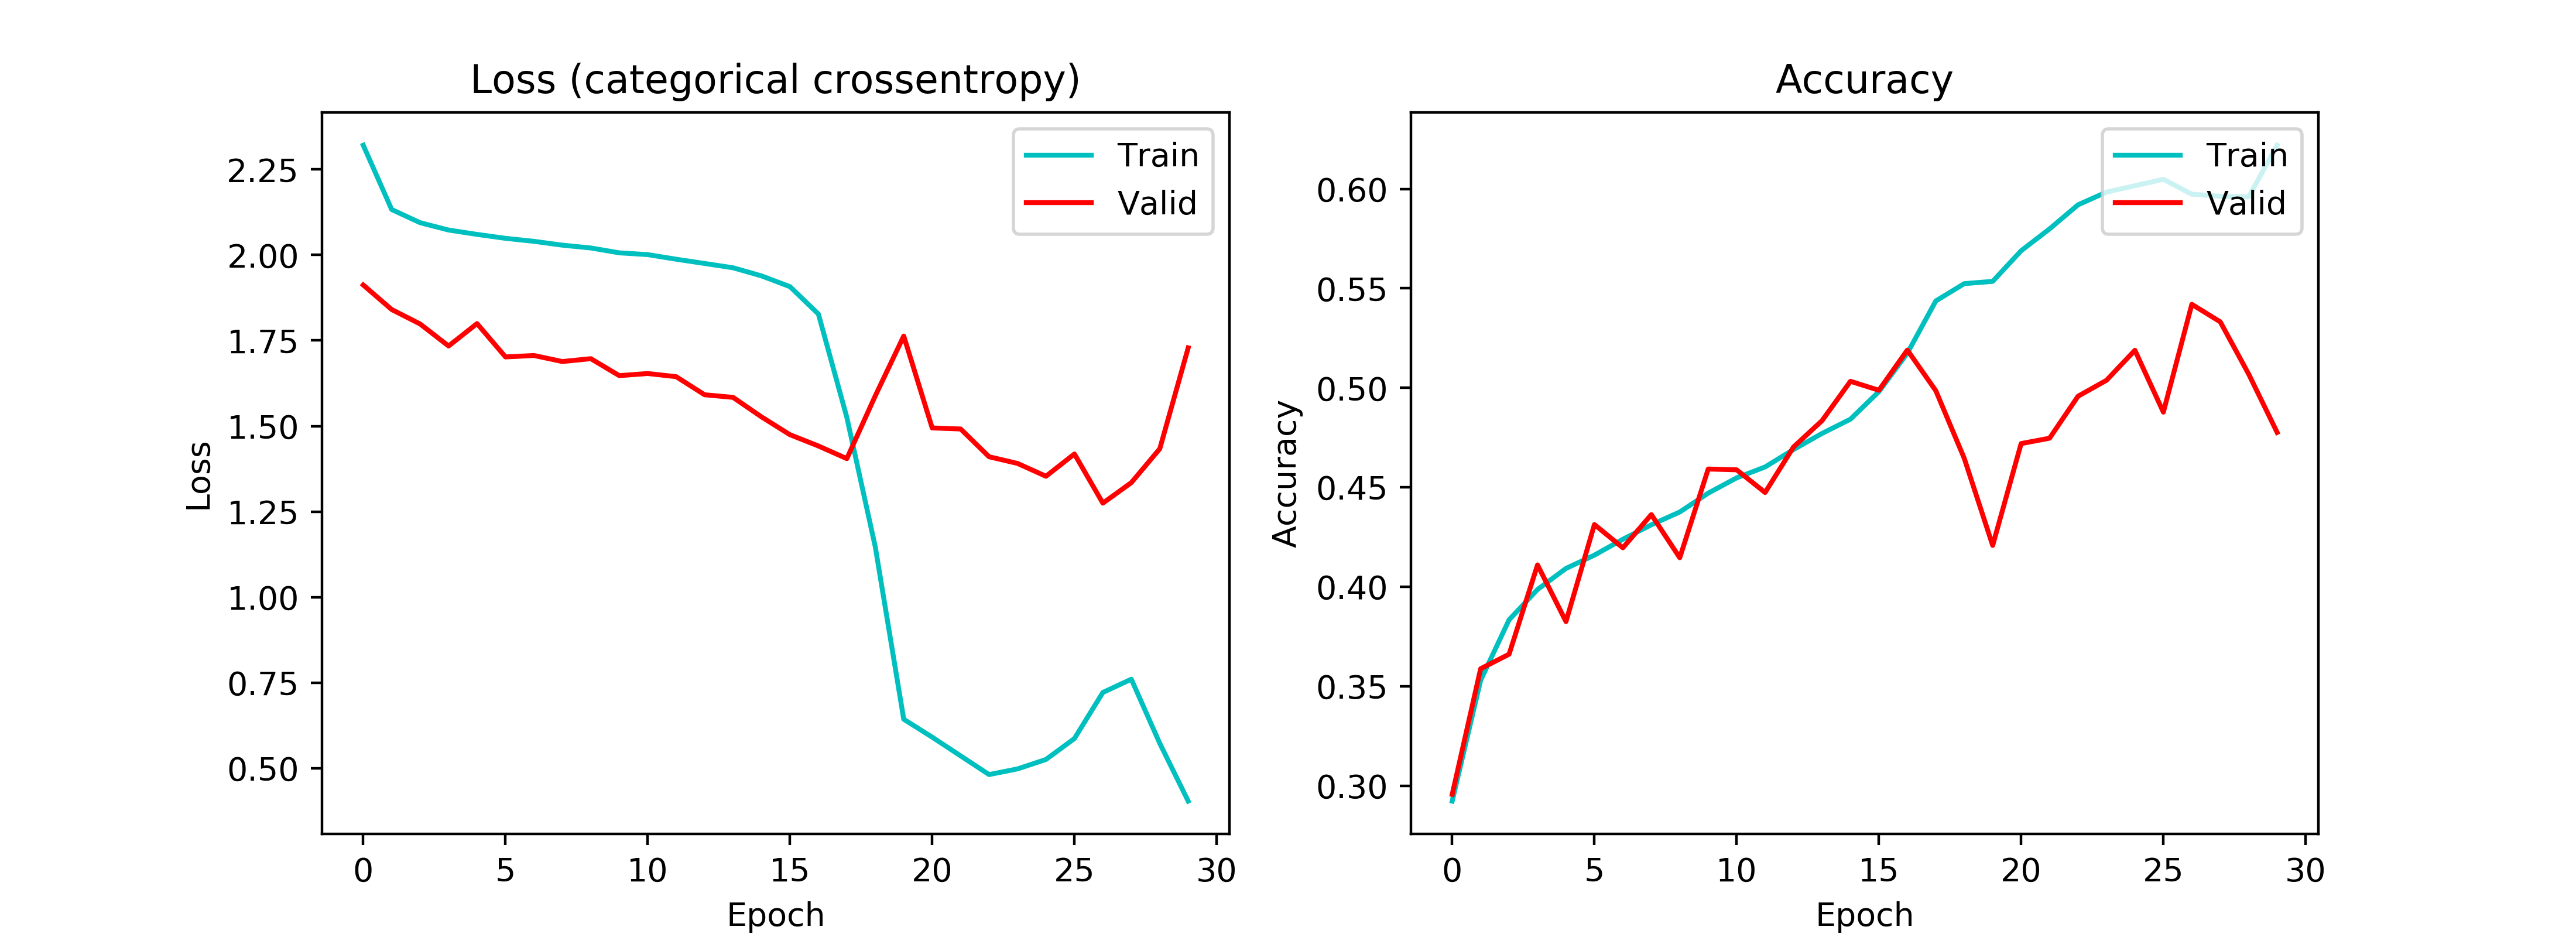 Loss (categorical crossentropy)
Train
Valid
2.25
2.00
1.75
1.50
1.25
1.00
0.75
0.50
Loss
0 5 10 15 20 25 30
Epoch
Accuracy
Train
Valid
0.60
0.55
0.50
0.45
0.40
0.35
0.30
Accuracy
0 5 10 15 20 25 30
Epoch